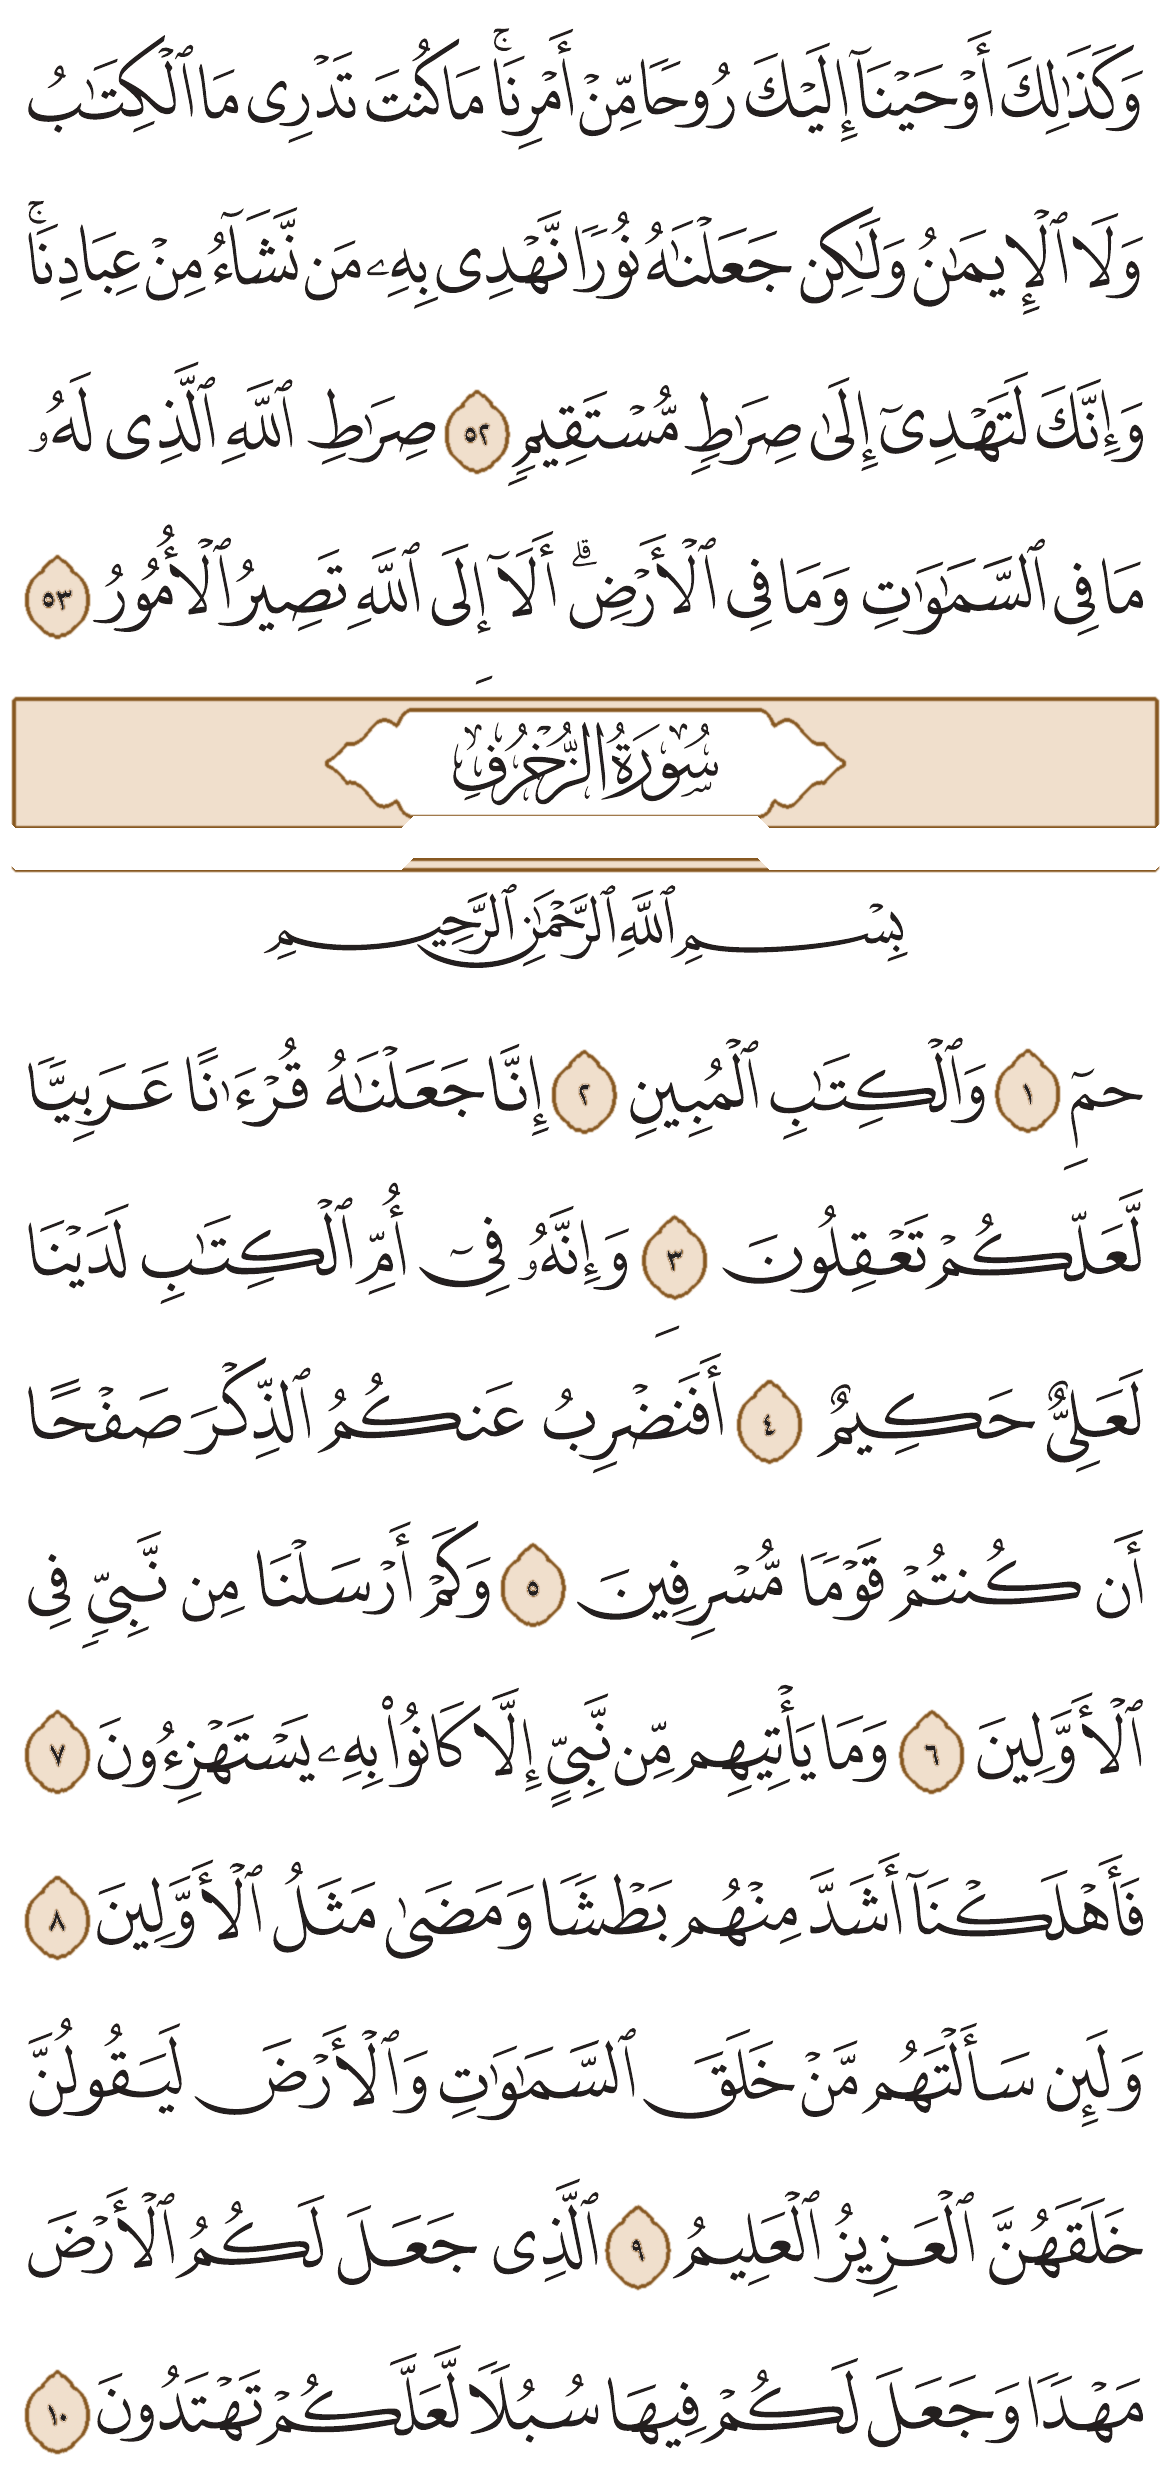 وَكَذَٰلِكَ أَوْحَيْنَآ إِلَيْكَ رُوحًا مِّنْ أَمْرِنَا ۚ مَا كُنتَ تَدْرِى مَا ٱلْكِتَـٰبُ
وَلَا ٱلْإِيمَـٰنُ وَلَـٰكِن جَعَلْنَـٰهُ نُورًا نَّهْدِى بِهِۦ مَن نَّشَآءُ مِنْ عِبَادِنَا ۚ
وَإِنَّكَ لَتَهْدِىٓ إِلَىٰ صِرَٰطٍ مُّسْتَقِيمٍ ٥٢ صِرَٰطِ ٱللَّهِ ٱلَّذِى لَهُۥ
مَا فِى ٱلسَّمَـٰوَٰتِ وَمَا فِى ٱلْأَرْضِ ۗ أَلَآ إِلَى ٱللَّهِ تَصِيرُ ٱلْأُمُورُ ٥٣
سُورَةُ الزُّخْرُفِ
بِسْمِ ٱللَّهِ ٱلرَّحْمَـٰنِ ٱلرَّحِيمِ
حمٓ ١ وَٱلْكِتَـٰبِ ٱلْمُبِينِ ٢ إِنَّا جَعَلْنَـٰهُ قُرْءَٰنًا عَرَبِيًّا
لَّعَلَّكُمْ تَعْقِلُونَ ٣ وَإِنَّهُۥ فِىٓ أُمِّ ٱلْكِتَـٰبِ لَدَيْنَا
لَعَلِىٌّ حَكِيمٌ ٤ أَفَنَضْرِبُ عَنكُمُ ٱلذِّكْرَ صَفْحًا
أَن كُنتُمْ قَوْمًا مُّسْرِفِينَ ٥ وَكَمْ أَرْسَلْنَا مِن نَّبِىٍّ فِى
ٱلْأَوَّلِينَ ٦ وَمَا يَأْتِيهِم مِّن نَّبِىٍّ إِلَّا كَانُوا۟ بِهِۦ يَسْتَهْزِءُونَ ٧
فَأَهْلَكْنَآ أَشَدَّ مِنْهُم بَطْشًا وَمَضَىٰ مَثَلُ ٱلْأَوَّلِينَ ٨
وَلَئِن سَأَلْتَهُم مَّنْ خَلَقَ ٱلسَّمَـٰوَٰتِ وَٱلْأَرْضَ لَيَقُولُنَّ
خَلَقَهُنَّ ٱلْعَزِيزُ ٱلْعَلِيمُ ٩ ٱلَّذِى جَعَلَ لَكُمُ ٱلْأَرْضَ
مَهْدًا وَجَعَلَ لَكُمْ فِيهَا سُبُلًا لَّعَلَّكُمْ تَهْتَدُونَ ١٠